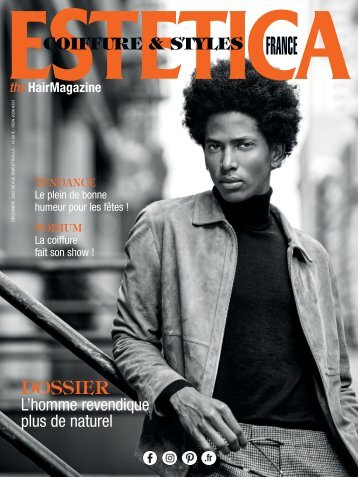 ESTETICA
COIFFURE & STYLES
FRANCE
the HairMagazine
TENDANCE
Le plein de bonne
humeur pour les fêtes !
PODIUM
La coiffure
fait son show !
DOSSIER
L'homme revendique
plus de naturel
.fr